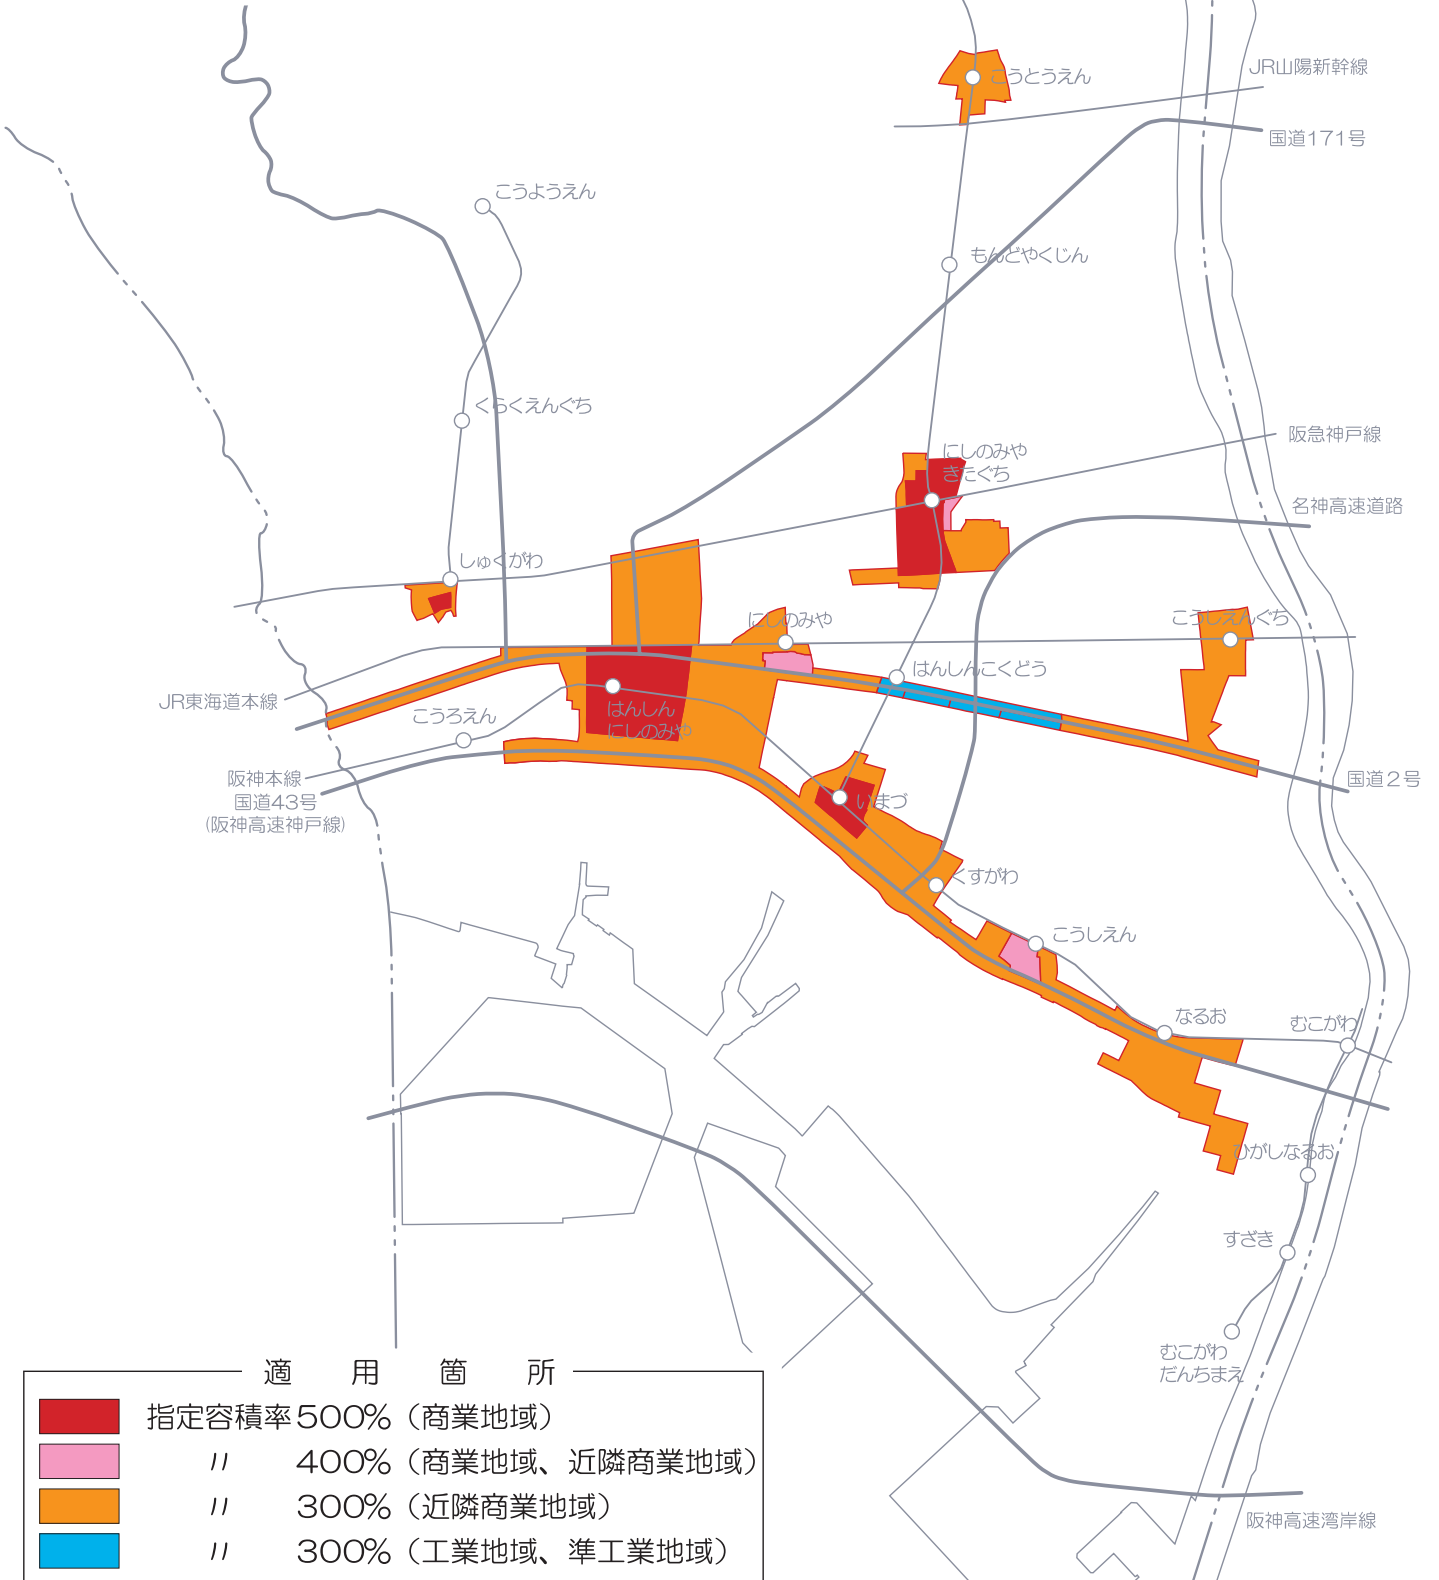 こうとうえん
JR山陽新幹線
国道171号
こうようえん
もんどやくじん
くらくえんぐち
阪急神戸線
にしのみや
きたぐち
名神高速道路
しゅくがわ
にしのみや
こうしえんぐち
はんしんこくどう
JR東海道本線
こうろえん
はんしん
にしのみや
阪神本線
国道43号
(阪神高速神戸線)
国道2号
いまづ
くすがわ
こうしえん
なるお
むこがわ
ひがしなるお
すざき
むこがわ
だんちまえ
適用箇所
指定容積率500%（商業地域）
〃 400%（商業地域、近隣商業地域）
〃 300%（近隣商業地域）
〃 300%（工業地域、準工業地域）
阪神高速湾岸線